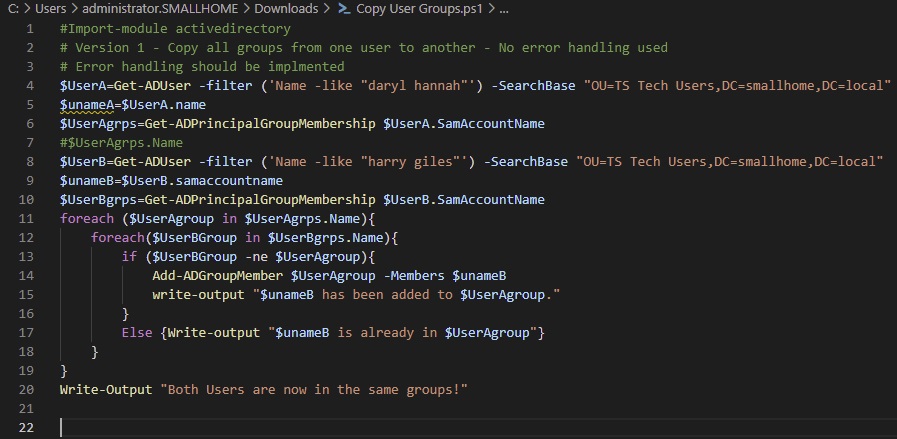 C: > Users > administrator.SMALLHOME > Downloads > Copy User Groups.ps1 > ...
1 #Import-module activedirectory
2 # Version 1 - Copy all groups from one user to another - No error handling used
3 # Error handling should be implmented
4 $UserA=Get-ADUser -filter ('Name -like "daryl hannah"') -SearchBase "OU=TS Tech Users,DC=smallhome,DC=local"
5 $unameA=$UserA.name
6 $UserAgrps=Get-ADPrincipalGroupMembership $UserA.SamAccountName
7 #$UserAgrps.Name
8 $UserB=Get-ADUser -filter ('Name -like "harry giles"') -SearchBase "OU=TS Tech Users,DC=smallhome,DC=local"
9 $unameB=$UserB.samaccountname
10 $UserBgrps=Get-ADPrincipalGroupMembership $UserB.SamAccountName
11 foreach ($UserAgroup in $UserAgrps.Name){
12     foreach($UserBGroup in $UserBgrps.Name){
13         if ($UserBGroup -ne $UserAgroup){
14             Add-ADGroupMember $UserAgroup -Members $unameB
15             write-output "$unameB has been added to $UserAgroup."
16         }
17         Else {Write-output "$unameB is already in $UserAgroup"}
18     }
19 }
20 Write-Output "Both Users are now in the same groups!"
21
22